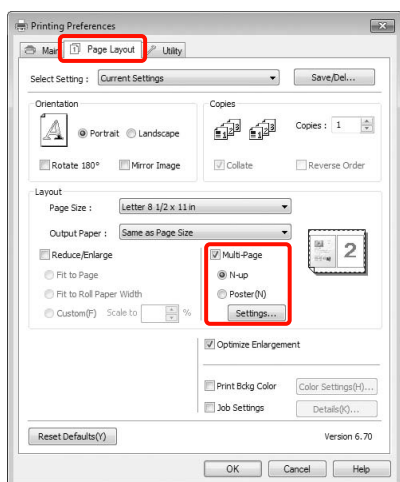 Printing Preferences
Main Page Layout Utility
Select Setting : Current Settings Save/Del...
Orientation Copies
Portrait Landscape Copies : 1
Rotate 180° Mirror Image Collate Reverse Order
Layout
Page Size : Letter 8 1/2 x 11 in
Output Paper : Same as Page Size
Reduce/Enlarge Multi-Page
Fit to Page N-up
Fit to Roll Paper Width Poster(N)
Custom(F) Scale to % Settings...
2
Optimize Enlargement
Print Bckg Color Color Settings(H)...
Job Settings Details(K)...
Reset Defaults(Y) Version 6.70
OK Cancel Help